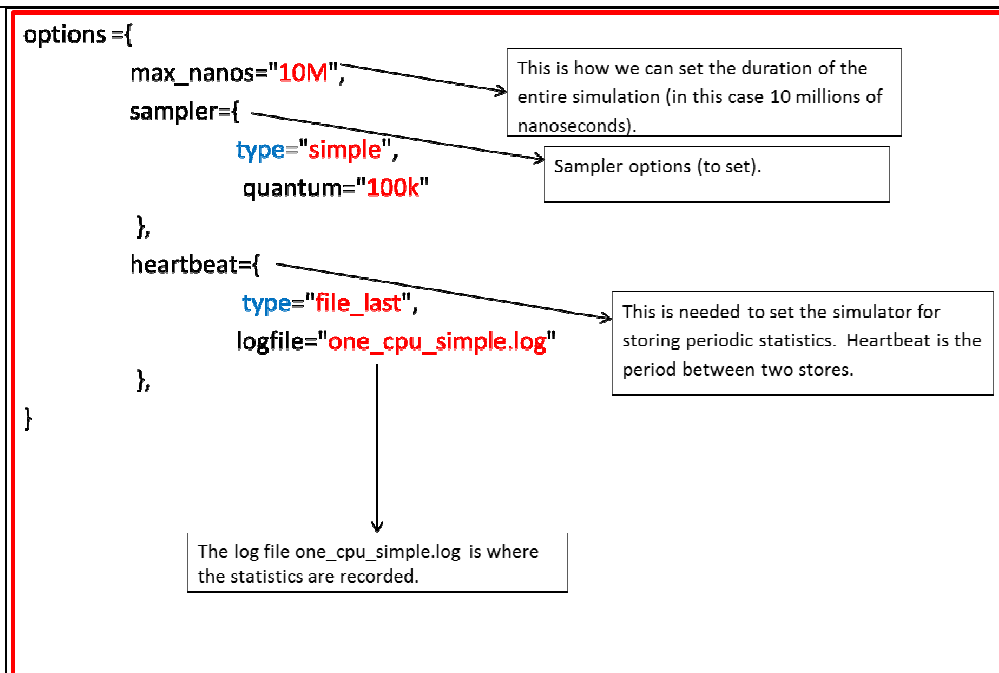 options ={
max_nanos="10M",
This is how we can set the duration of the
entire simulation (in this case 10 millions of
nanoseconds).
sampler={
Sampler options (to set).
type="simple",
quantum="100k"
},
heartbeat={
This is needed to set the simulator for
storing periodic statistics. Heartbeat is the
period between two stores.
type="file_last",
logfile="one_cpu_simple.log"
},
}
The log file one_cpu_simple.log is where
the statistics are recorded.